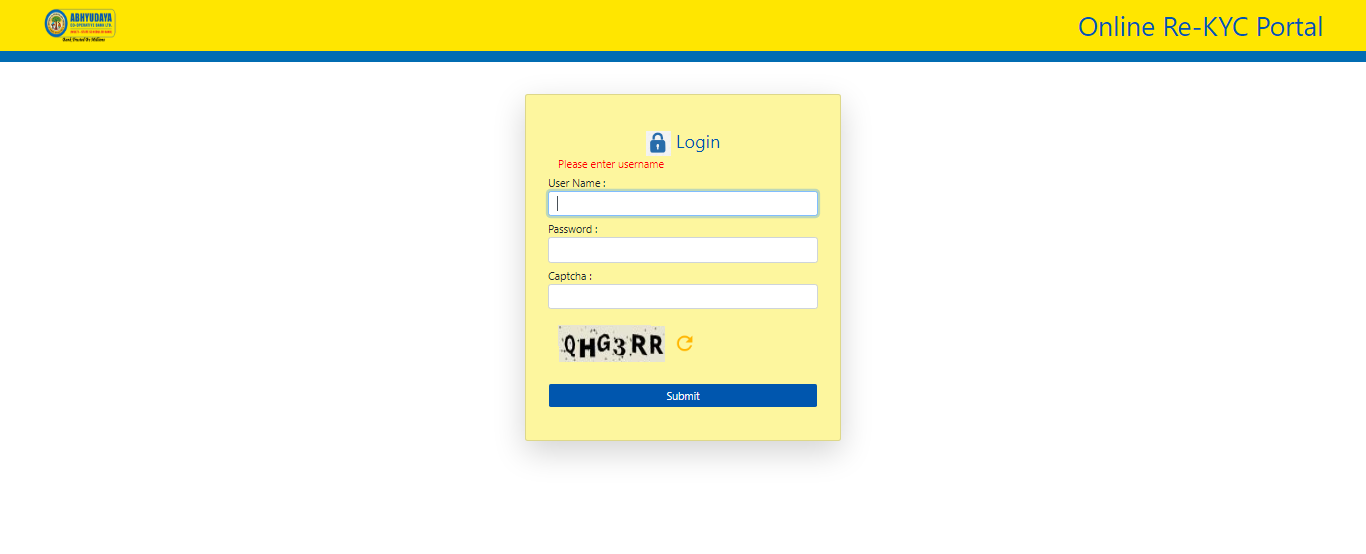 ABHYUDAYA
CO-OPERATIVE BANK LTD.
Online Re-KYC Portal
Login
Please enter username
User Name :
Password :
Captcha :
QHG3RR
Submit